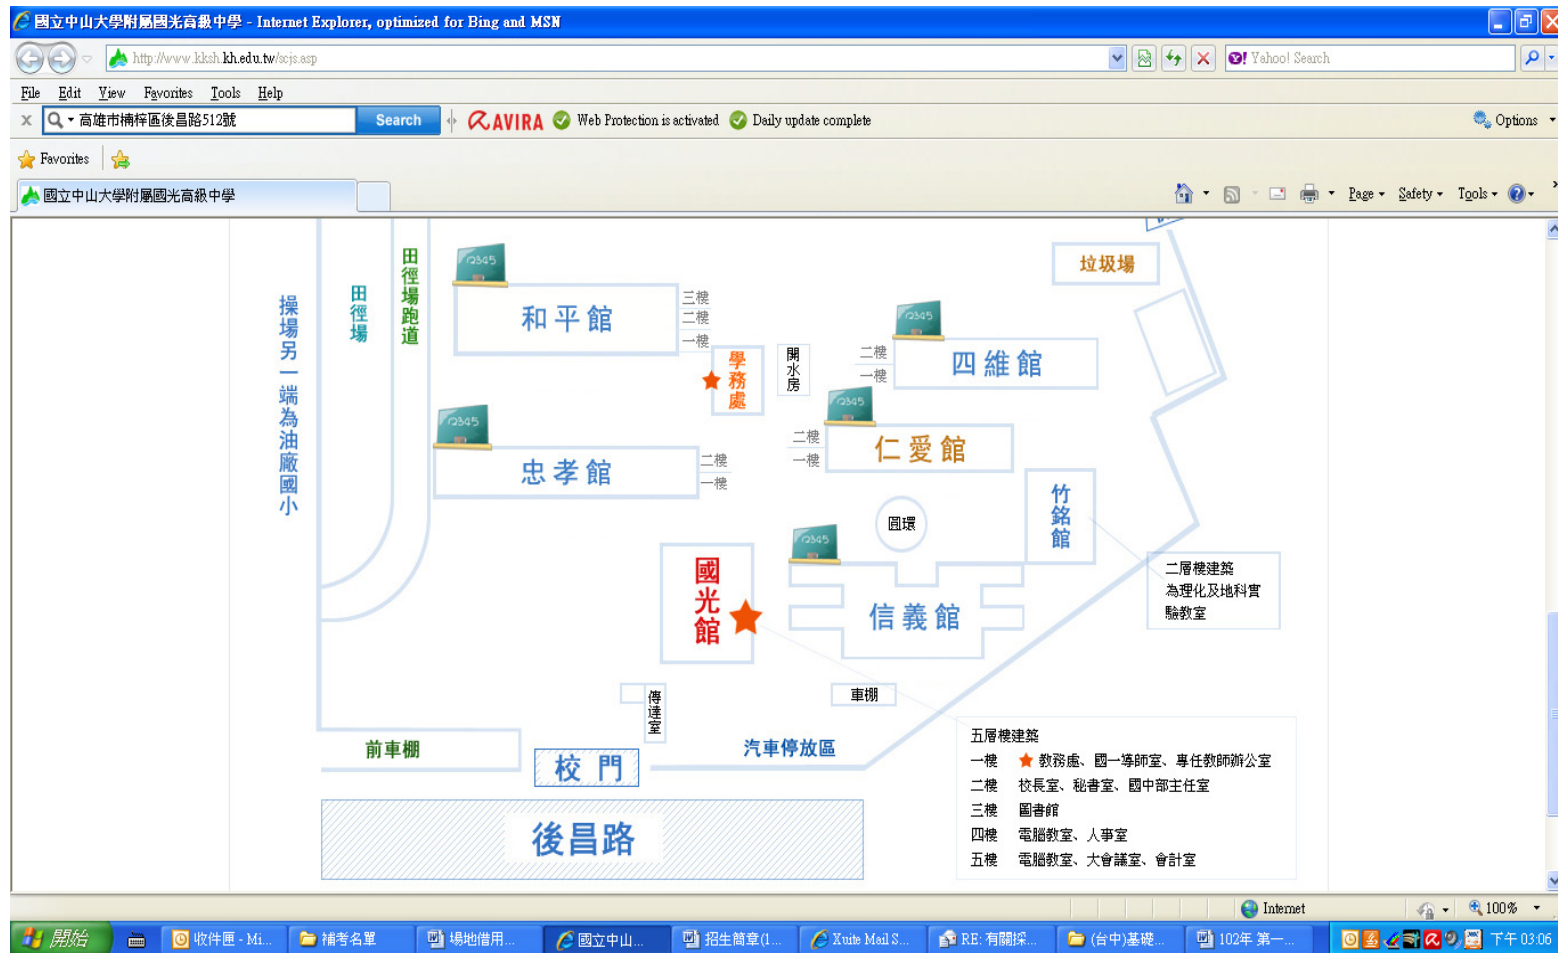 國立中山大學附屬國光高級中學 - Internet Explorer, optimized for Bing and MSN
http://www.kksh.kh.edu.tw/scjs.asp
Yahoo! Search
File Edit View Favorites Tools Help
x 高雄市楠梓區後昌路512號 Search AVIRA Web Protection is activated Daily update complete Options
Favorites
國立中山大學附屬國光高級中學
Page Safety Tools
操場另一端為油廠國小
田徑場
田徑場跑道
12345
和平館
三樓
二樓
一樓
學務處
開水房
垃圾場
12345
四維館
二樓
一樓
12345
仁愛館
二樓
一樓
12345
忠孝館
二樓
一樓
竹銘館
圓環
二層樓建築
為理化及地科實
驗教室
國光館
12345
信義館
傳達室
車棚
前車棚
校門
汽車停放區
後昌路
五層樓建築
一樓 教務處、國一導師室、專任教師辦公室
二樓 校長室、秘書室、國中部主任室
三樓 圖書館
四樓 電腦教室、人事室
五樓 電腦教室、大會議室、會計室
Internet 100%
開始 收件匣 - Mi... 補考名單 場地借用... 國立中山... 招生簡章(1... Xuite Mail S... RE: 有關採... (台中)基礎... 102年 第一... 下午 03:06